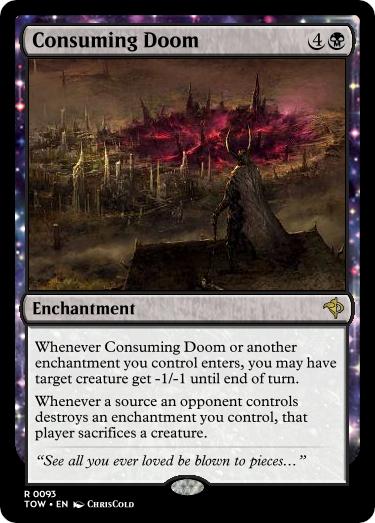 Consuming Doom 4
Enchantment
Whenever Consuming Doom or another
enchantment you control enters, you may have
target creature get -1/-1 until end of turn.
Whenever a source an opponent controls
destroys an enchantment you control, that
player sacrifices a creature.
“See all you ever loved be blown to pieces…”
R 0093
TOW • EN ChrisCold